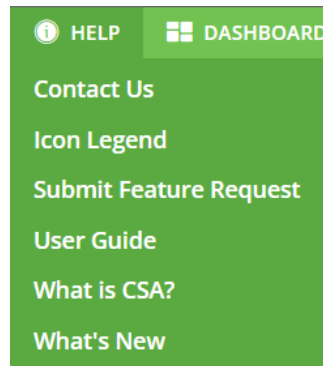 HELP DASHBOARD
Contact Us
Icon Legend
Submit Feature Request
User Guide
What is CSA?
What's New